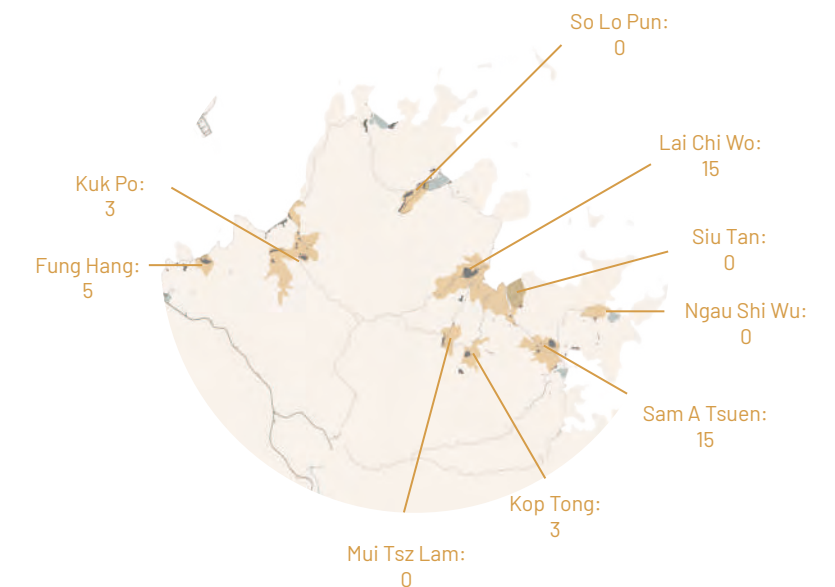 So Lo Pun:
0
Lai Chi Wo:
15
Kuk Po:
3
Siu Tan:
0
Fung Hang:
5
Ngau Shi Wu:
0
Sam A Tsuen:
15
Kop Tong:
3
Mui Tsz Lam:
0